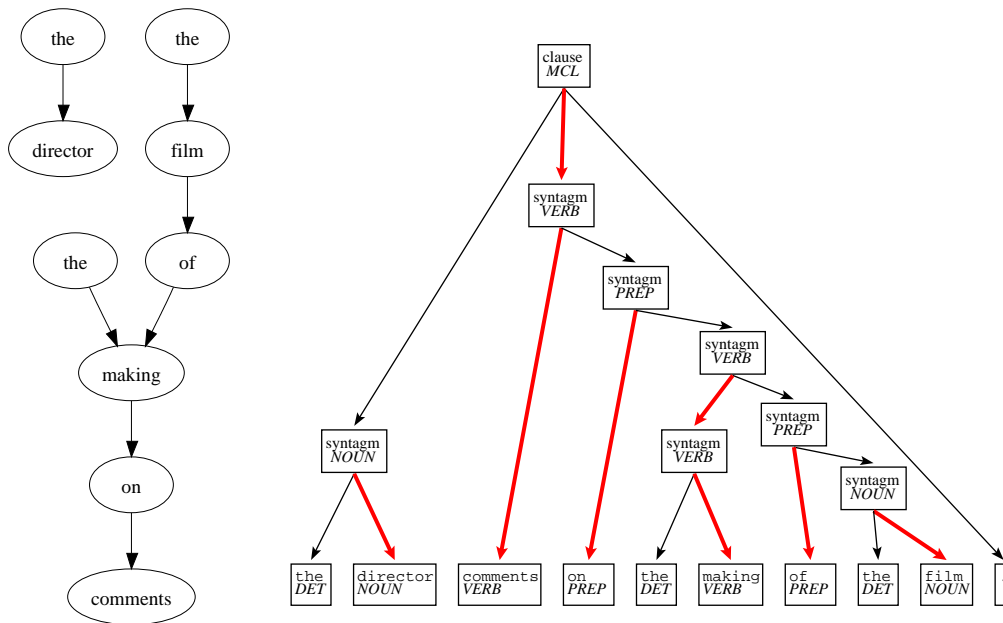 the
the
director
film
the
of
making
on
comments
clause
MCL
syntagm
VERB
syntagm
PREP
syntagm
VERB
syntagm
PREP
syntagm
NOUN
syntagm
VERB
syntagm
NOUN
the
DET
director
NOUN
comments
VERB
on
PREP
the
DET
making
VERB
of
PREP
the
DET
film
NOUN